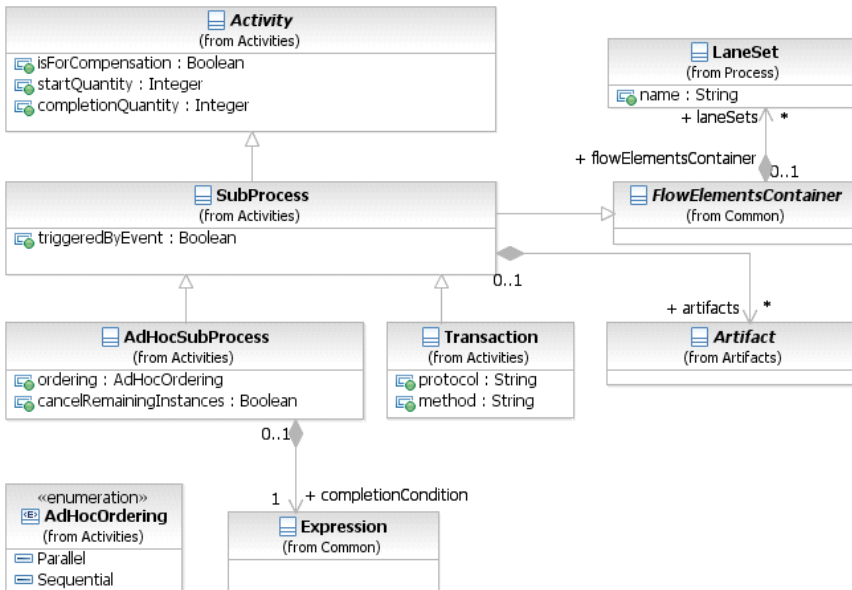 Activity
(from Activities)
isForCompensation : Boolean
startQuantity : Integer
completionQuantity : Integer
LaneSet
(from Process)
name : String
+ laneSets *
+ flowElementsContainer
0..1
SubProcess
(from Activities)
triggeredByEvent : Boolean
FlowElementsContainer
(from Common)
0..1
+ artifacts *
AdHocSubProcess
(from Activities)
ordering : AdHocOrdering
cancelRemainingInstances : Boolean
Transaction
(from Activities)
protocol : String
method : String
Artifact
(from Artifacts)
0..1
1 + completionCondition
«enumeration»
<E> AdHocOrdering
(from Activities)
Parallel
Sequential
Expression
(from Common)